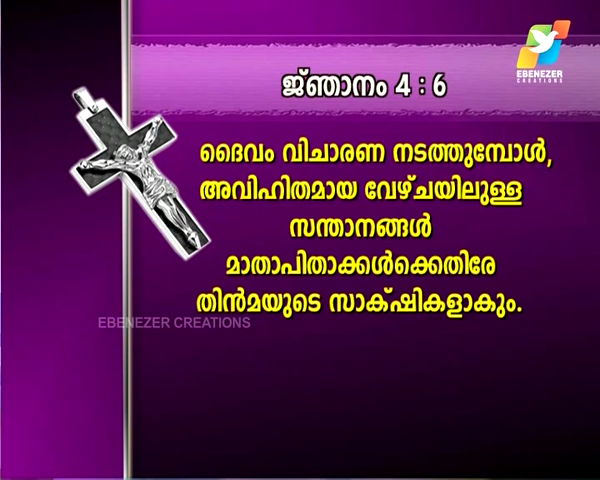 EBENEZER
CREATIONS
ജ്ഞാനം 4 : 6
ദൈവം വിചാരണ നടത്തുമ്പോൾ,
അവിഹിതമായ വേഴ്ചയിലുള്ള
സന്താനങ്ങൾ
മാതാപിതാക്കൾക്കെതിരേ
തിൻമയുടെ സാക്ഷികളാകും.
EBENEZER CREATIONS